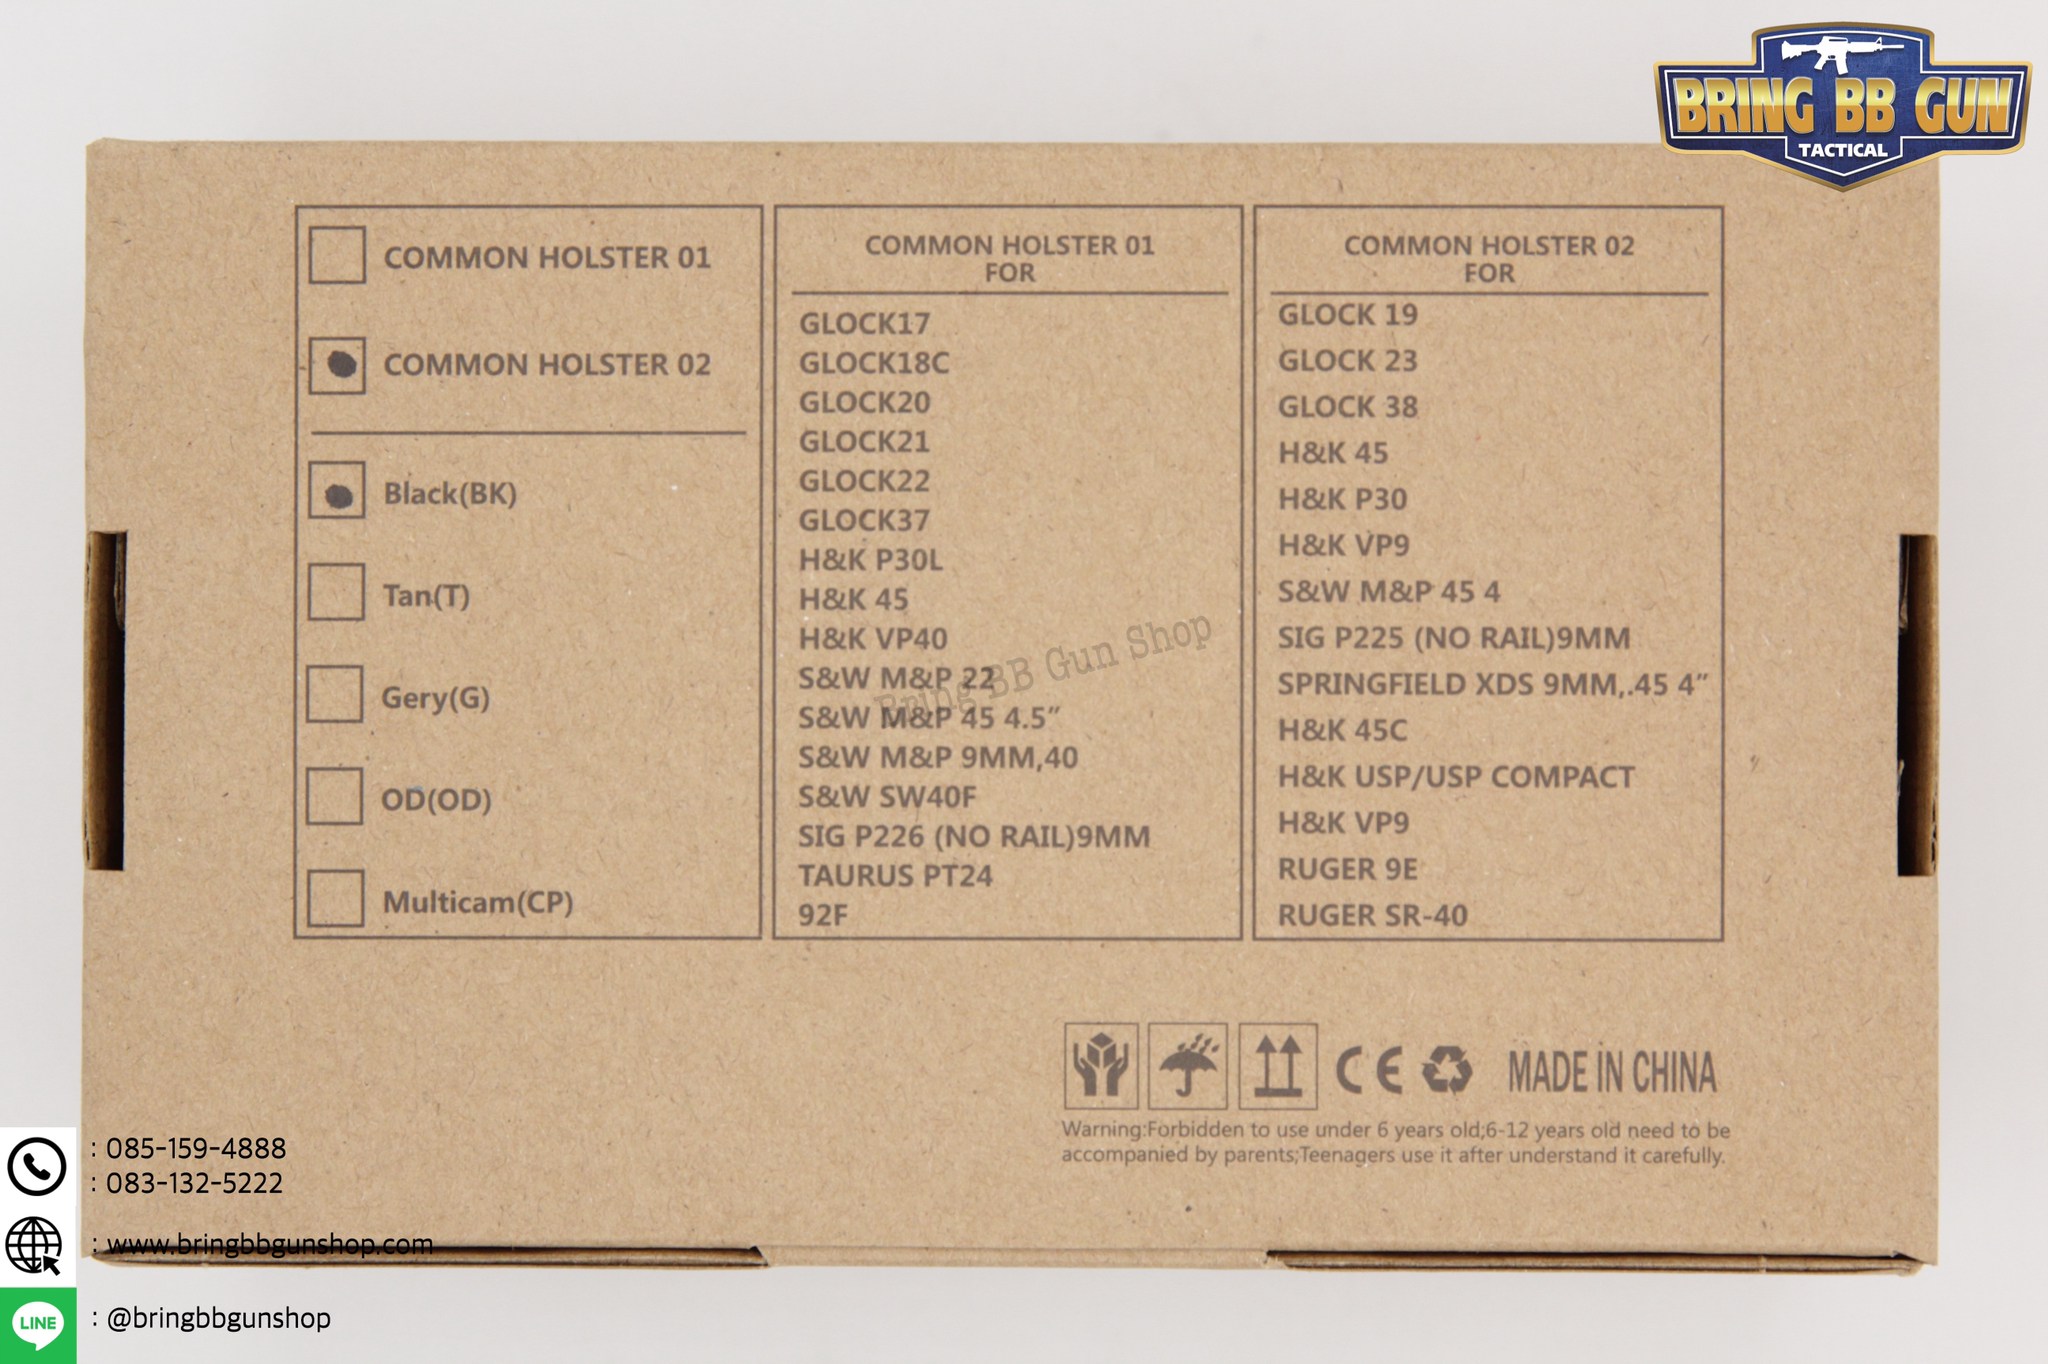 BRING BB GUN
TACTICAL
COMMON HOLSTER 01
COMMON HOLSTER 02
Black(BK)
Tan(T)
Gery(G)
OD(OD)
Multicam(CP)
COMMON HOLSTER 01
FOR
GLOCK17
GLOCK18C
GLOCK20
GLOCK21
GLOCK22
GLOCK37
H&K P30L
H&K 45
H&K VP40
S&W M&P 22
S&W M&P 45 4.5”
S&W M&P 9MM,40
S&W SW40F
SIG P226 (NO RAIL)9MM
TAURUS PT24
92F
COMMON HOLSTER 02
FOR
GLOCK 19
GLOCK 23
GLOCK 38
H&K 45
H&K P30
H&K VP9
S&W M&P 45 4
SIG P225 (NO RAIL)9MM
SPRINGFIELD XDS 9MM,.45 4”
H&K 45C
H&K USP/USP COMPACT
H&K VP9
RUGER 9E
RUGER SR-40
Bring BB Gun Shop
CE
MADE IN CHINA
Warning:Forbidden to use under 6 years old;6-12 years old need to be
accompanied by parents;Teenagers use it after understand it carefully.
: 085-159-4888
: 083-132-5222
: www.bringbbgunshop.com
LINE
: @bringbbgunshop